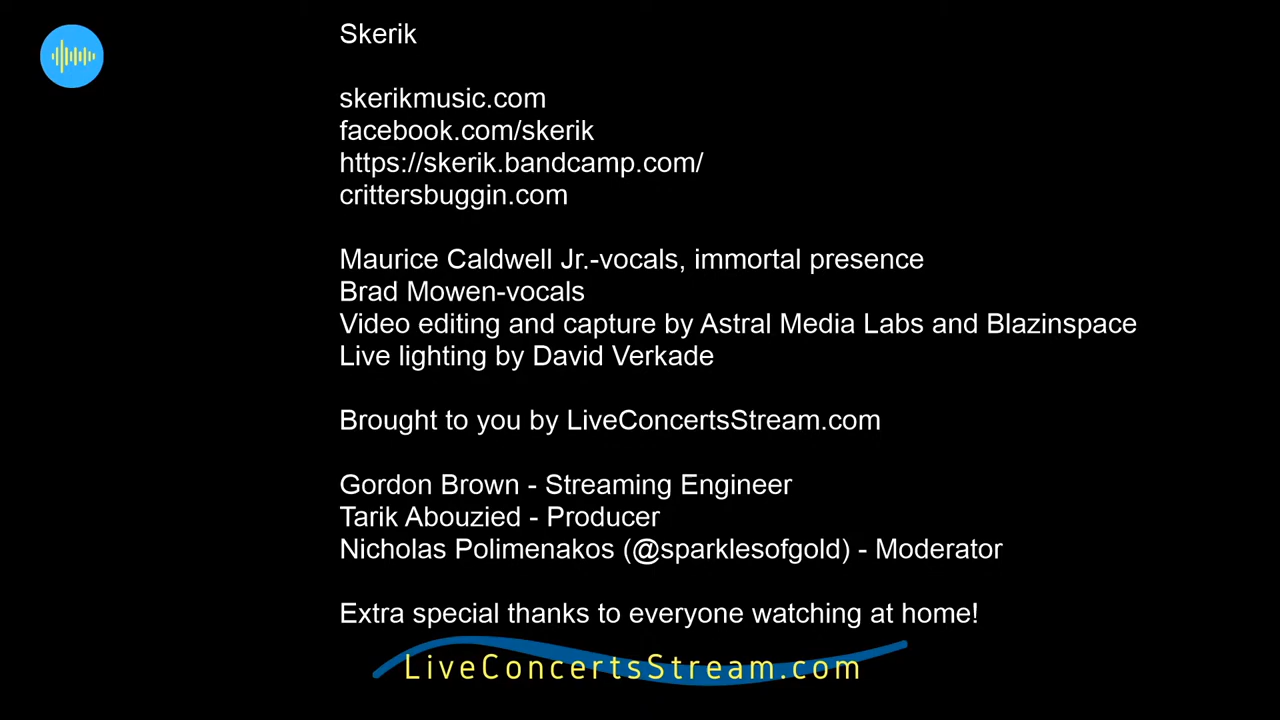 Skerik
skerikmusic.com
facebook.com/skerik
https://skerik.bandcamp.com/
crittersbuggin.com
Maurice Caldwell Jr.-vocals, immortal presence
Brad Mowen-vocals
Video editing and capture by Astral Media Labs and Blazinspace
Live lighting by David Verkade
Brought to you by LiveConcertsStream.com
Gordon Brown - Streaming Engineer
Tarik Abouzied - Producer
Nicholas Polimenakos (@sparklesofgold) - Moderator
Extra special thanks to everyone watching at home!
LiveConcertsStream.com